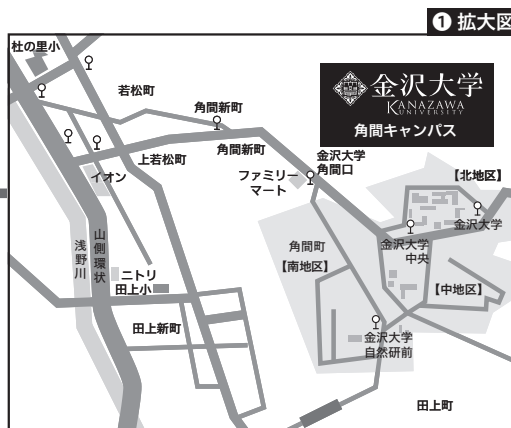 ❶ 拡大図
杜の里小
若松町
金沢大学
KANAZAWA
UNIVERSITY
角間キャンパス
角間新町
上若松町
角間新町
金沢大学
角間口
イオン
ファミリー
マート
【北地区】
金沢大学
金沢大学
中央
角間町
【南地区】
浅野川
山側環状
ニトリ
田上小
【中地区】
田上新町
金沢大学
自然研前
田上町